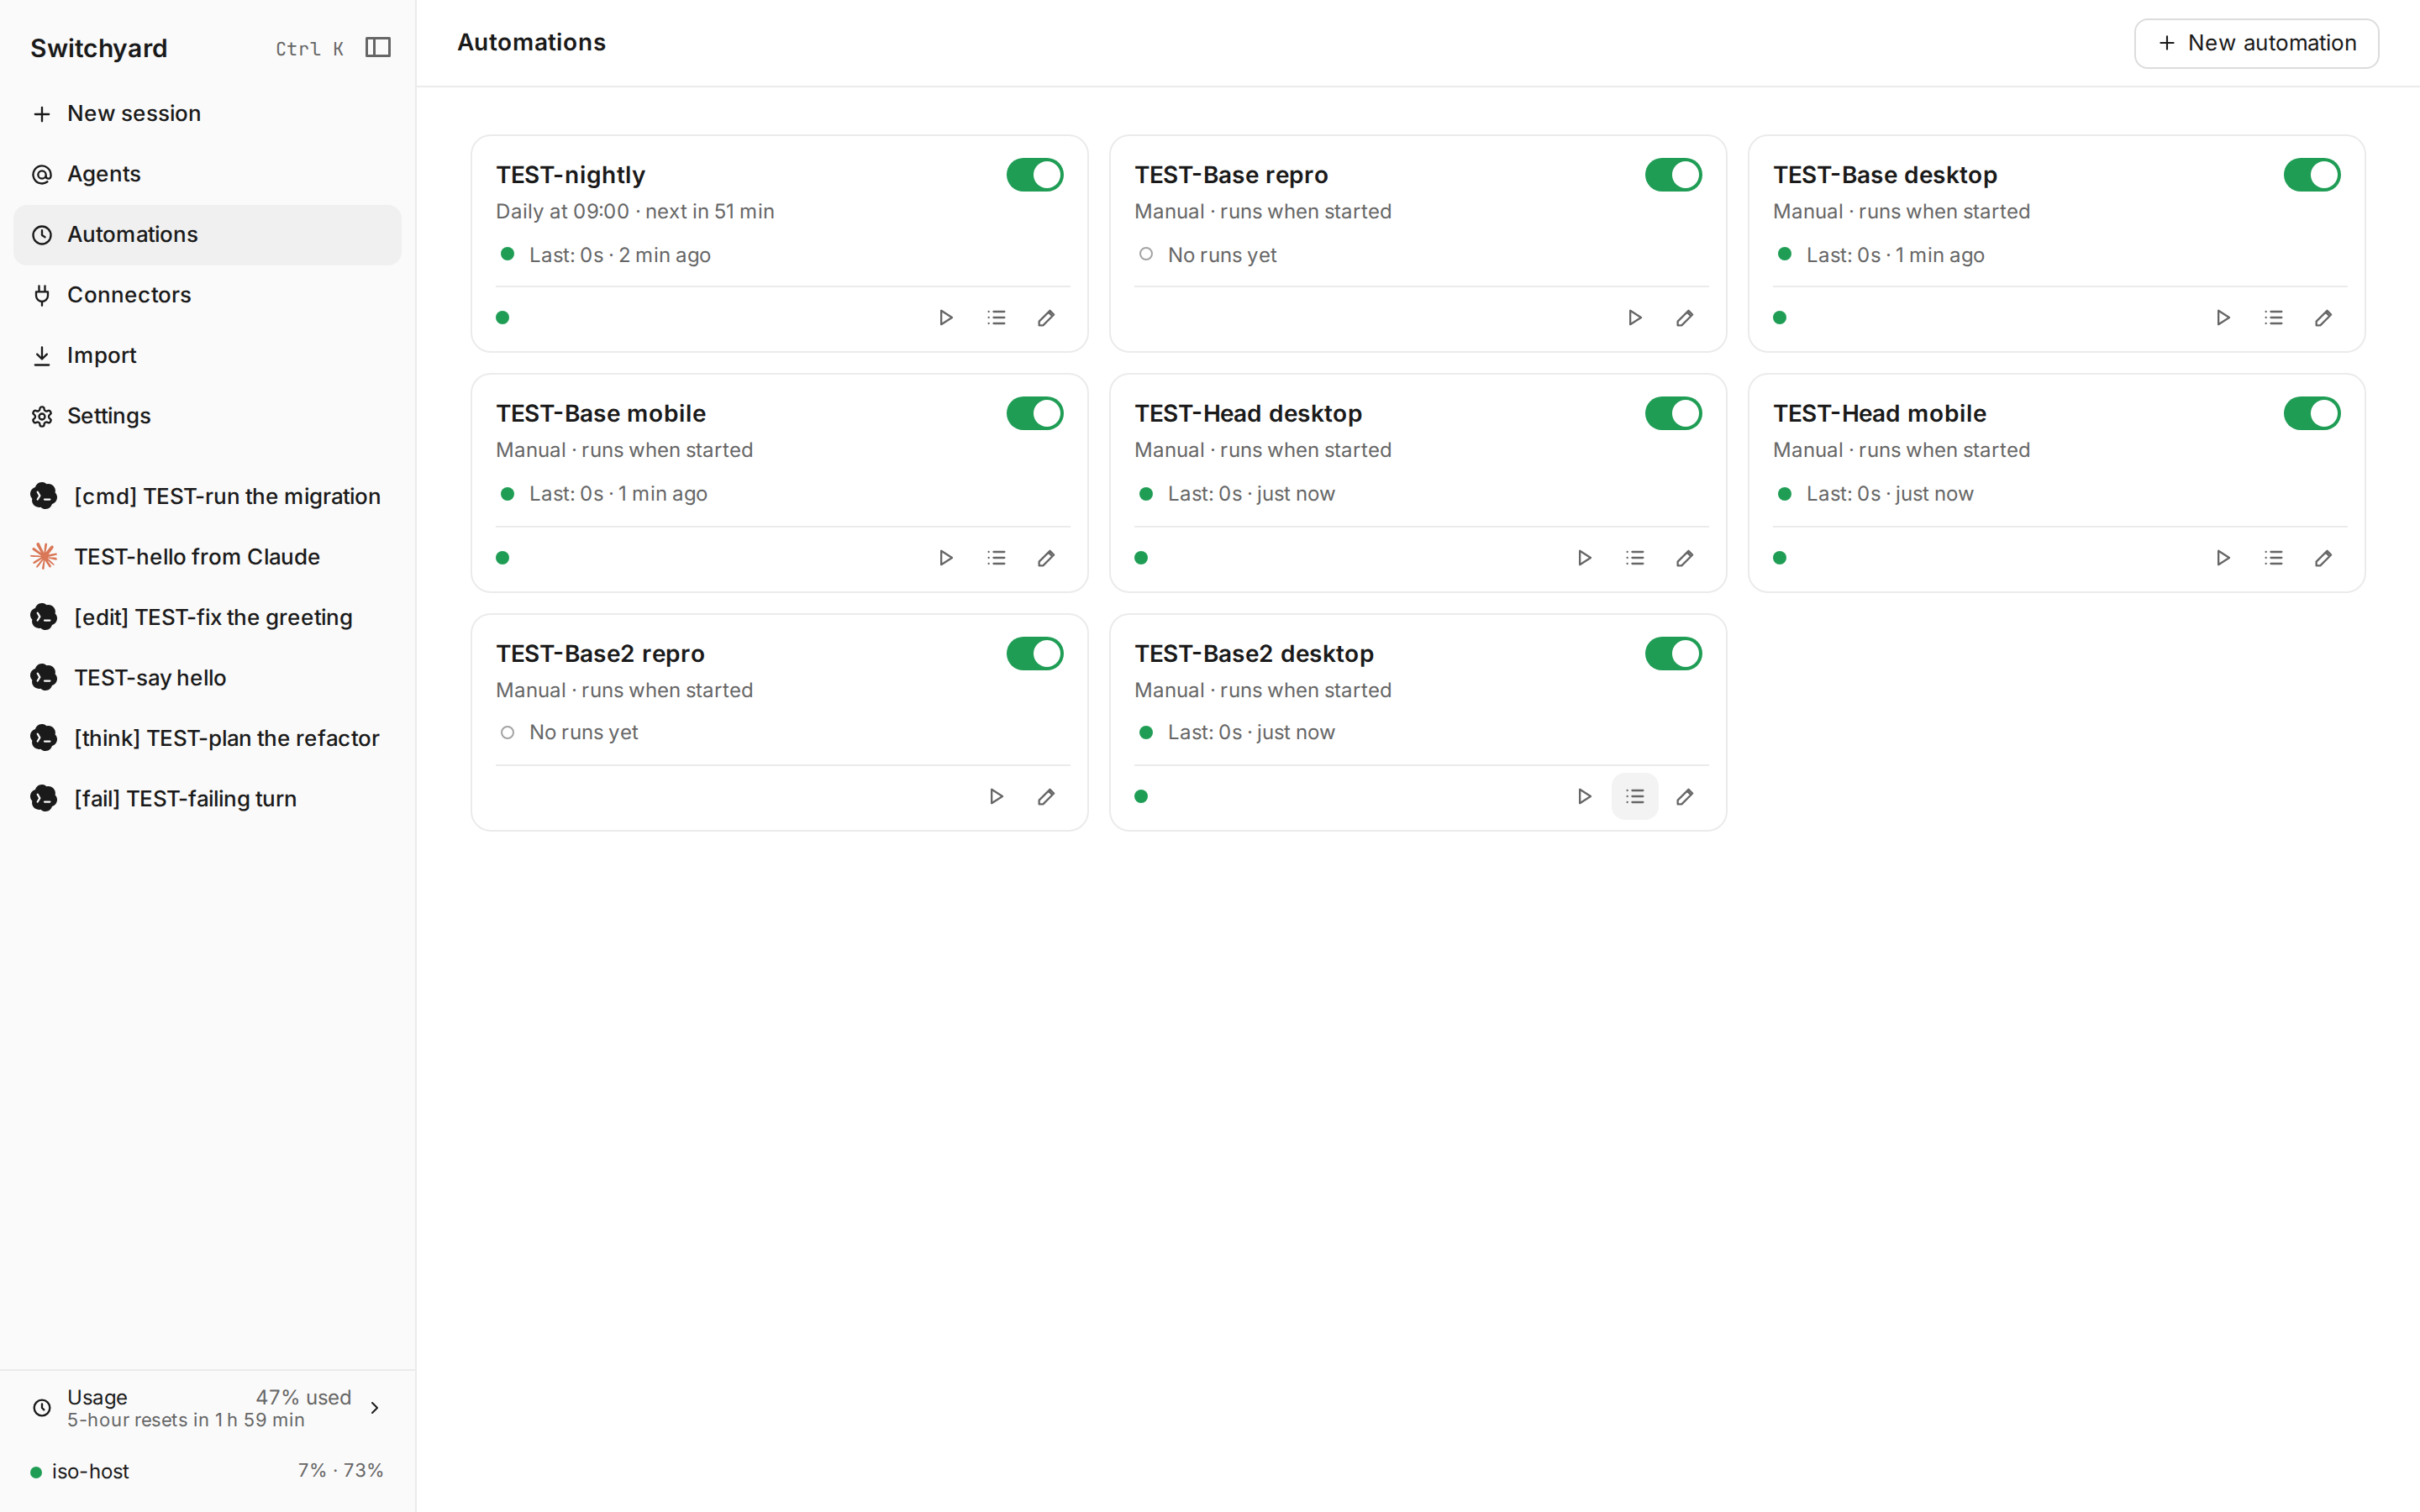 Switchyard
Ctrl K
New session
Agents
Automations
Connectors
Import
Settings
[cmd] TEST-run the migration
TEST-hello from Claude
[edit] TEST-fix the greeting
TEST-say hello
[think] TEST-plan the refactor
[fail] TEST-failing turn
Usage
47% used
5-hour resets in 1 h 59 min
iso-host
7% · 73%
Automations
New automation
TEST-nightly
Daily at 09:00 · next in 51 min
Last: 0s · 2 min ago
TEST-Base repro
Manual · runs when started
No runs yet
TEST-Base desktop
Manual · runs when started
Last: 0s · 1 min ago
TEST-Base mobile
Manual · runs when started
Last: 0s · 1 min ago
TEST-Head desktop
Manual · runs when started
Last: 0s · just now
TEST-Head mobile
Manual · runs when started
Last: 0s · just now
TEST-Base2 repro
Manual · runs when started
No runs yet
TEST-Base2 desktop
Manual · runs when started
Last: 0s · just now